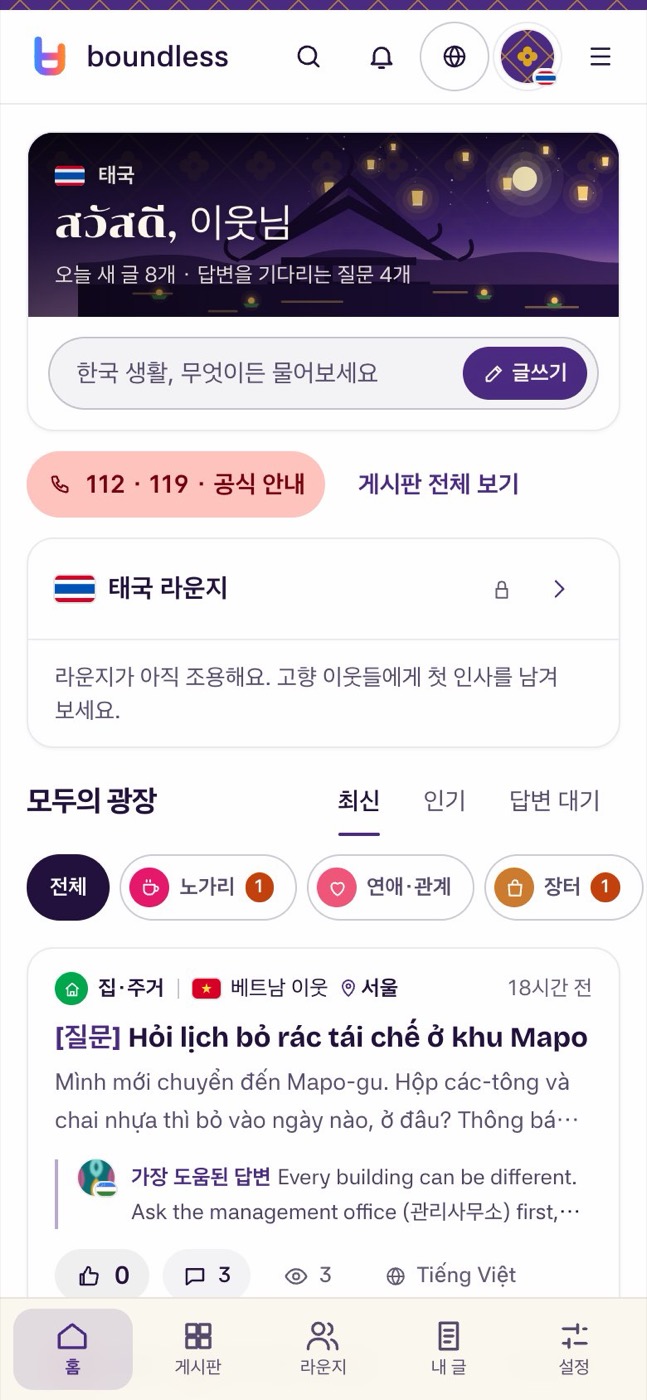 boundless
태국
สวัสดี, 이웃님
오늘 새 글 8개 · 답변을 기다리는 질문 4개
한국 생활, 무엇이든 물어보세요
글쓰기
112 · 119 · 공식 안내
게시판 전체 보기
태국 라운지
라운지가 아직 조용해요. 고향 이웃들에게 첫 인사를 남겨
보세요.
모두의 광장
최신
인기
답변 대기
전체
노가리 1
연애·관계
장터 1
집·주거 | 베트남 이웃 서울
18시간 전
[질문] Hỏi lịch bỏ rác tái chế ở khu Mapo
Mình mới chuyển đến Mapo-gu. Hộp các-tông và
chai nhựa thì bỏ vào ngày nào, ở đâu? Thông bá…
가장 도움된 답변 Every building can be different.
Ask the management office (관리사무소) first,…
0
3
3
Tiếng Việt
홈
게시판
라운지
내 글
설정